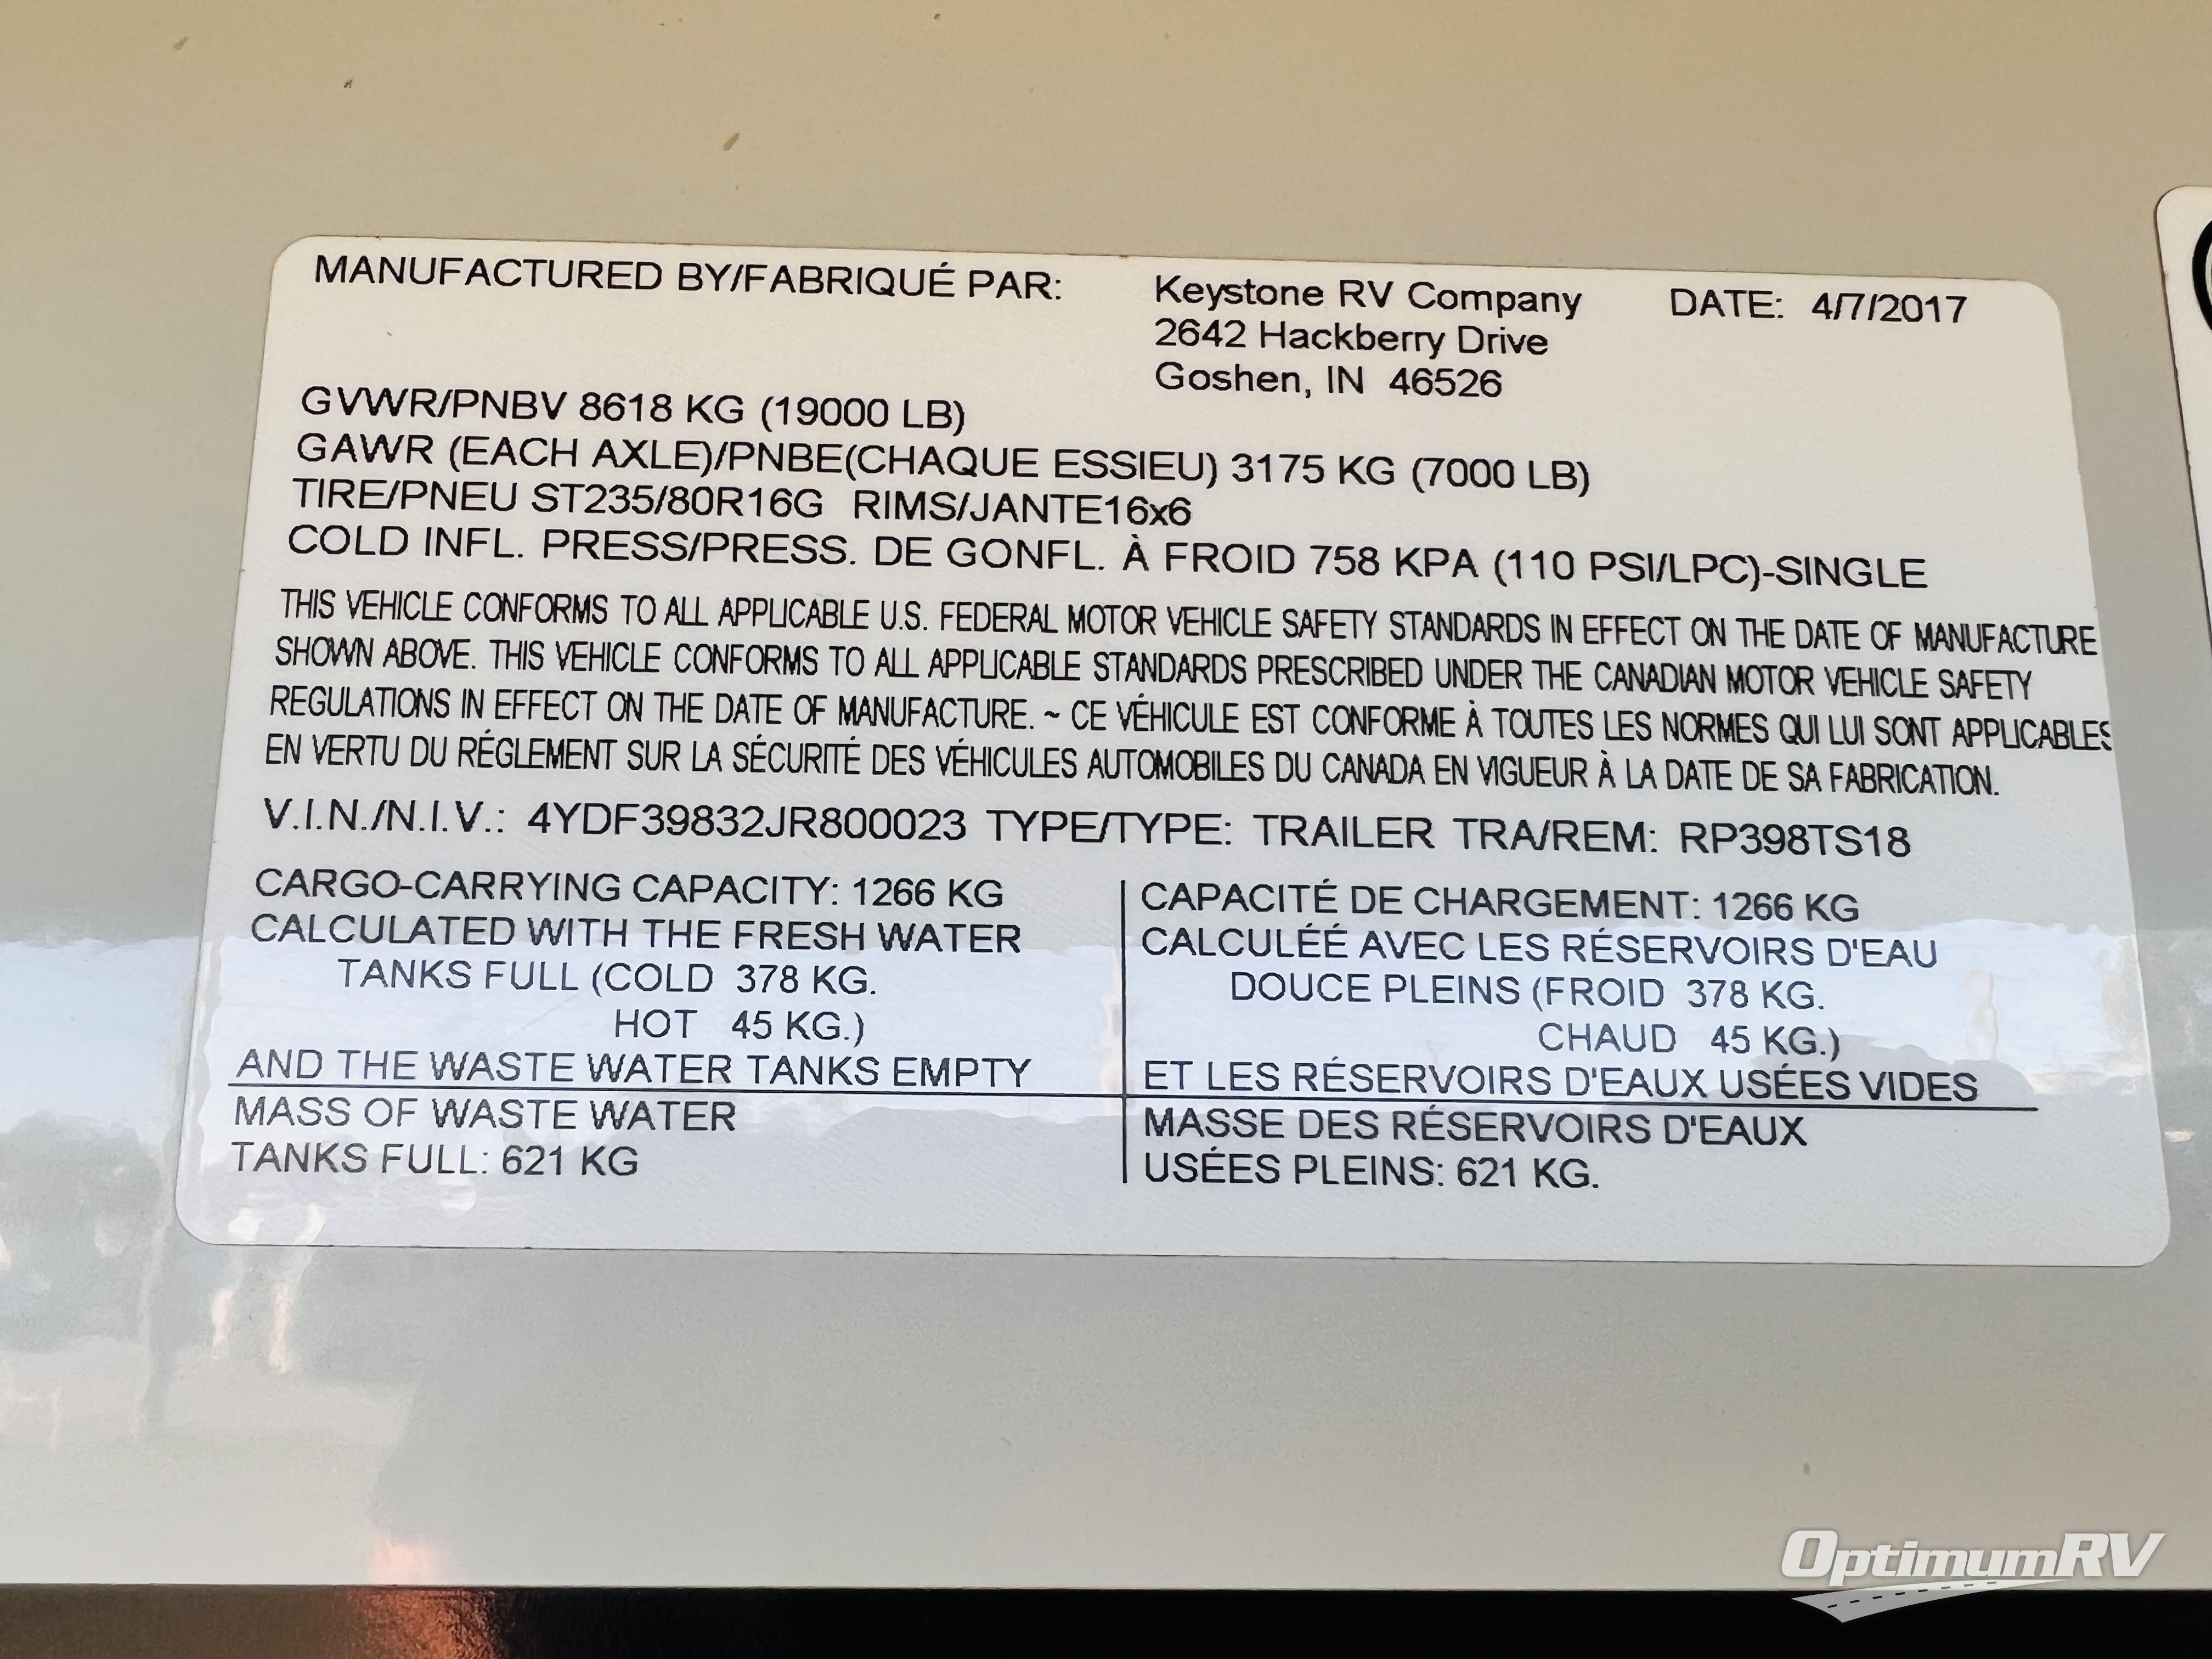 MANUFACTURED BY/FABRIQUÉ PAR: Keystone RV Company DATE: 4/7/2017
2642 Hackberry Drive
Goshen, IN 46526
GVWR/PNBV 8618 KG (19000 LB)
GAWR (EACH AXLE)/PNBE(CHAQUE ESSIEU) 3175 KG (7000 LB)
TIRE/PNEU ST235/80R16G RIMS/JANTE16x6
COLD INFL. PRESS/PRESS. DE GONFL. À FROID 758 KPA (110 PSI/LPC)-SINGLE
THIS VEHICLE CONFORMS TO ALL APPLICABLE U.S. FEDERAL MOTOR VEHICLE SAFETY STANDARDS IN EFFECT ON THE DATE OF MANUFACTURE
SHOWN ABOVE. THIS VEHICLE CONFORMS TO ALL APPLICABLE STANDARDS PRESCRIBED UNDER THE CANADIAN MOTOR VEHICLE SAFETY
REGULATIONS IN EFFECT ON THE DATE OF MANUFACTURE. ~ CE VÉHICULE EST CONFORME À TOUTES LES NORMES QUI LUI SONT APPLICABLES
EN VERTU DU RÉGLEMENT SUR LA SÉCURITÉ DES VÉHICULES AUTOMOBILES DU CANADA EN VIGUEUR À LA DATE DE SA FABRICATION.
V.I.N./N.I.V.: 4YDF39832JR800023 TYPE/TYPE: TRAILER TRA/REM: RP398TS18
CARGO-CARRYING CAPACITY: 1266 KG
CALCULATED WITH THE FRESH WATER
TANKS FULL (COLD 378 KG.
HOT 45 KG.)
AND THE WASTE WATER TANKS EMPTY
MASS OF WASTE WATER
TANKS FULL: 621 KG
CAPACITÉ DE CHARGEMENT: 1266 KG
CALCULÉÉ AVEC LES RÉSERVOIRS D'EAU
DOUCE PLEINS (FROID 378 KG.
CHAUD 45 KG.)
ET LES RÉSERVOIRS D'EAUX USÉES VIDES
MASSE DES RÉSERVOIRS D'EAUX
USÉES PLEINS: 621 KG.
OptimumRV